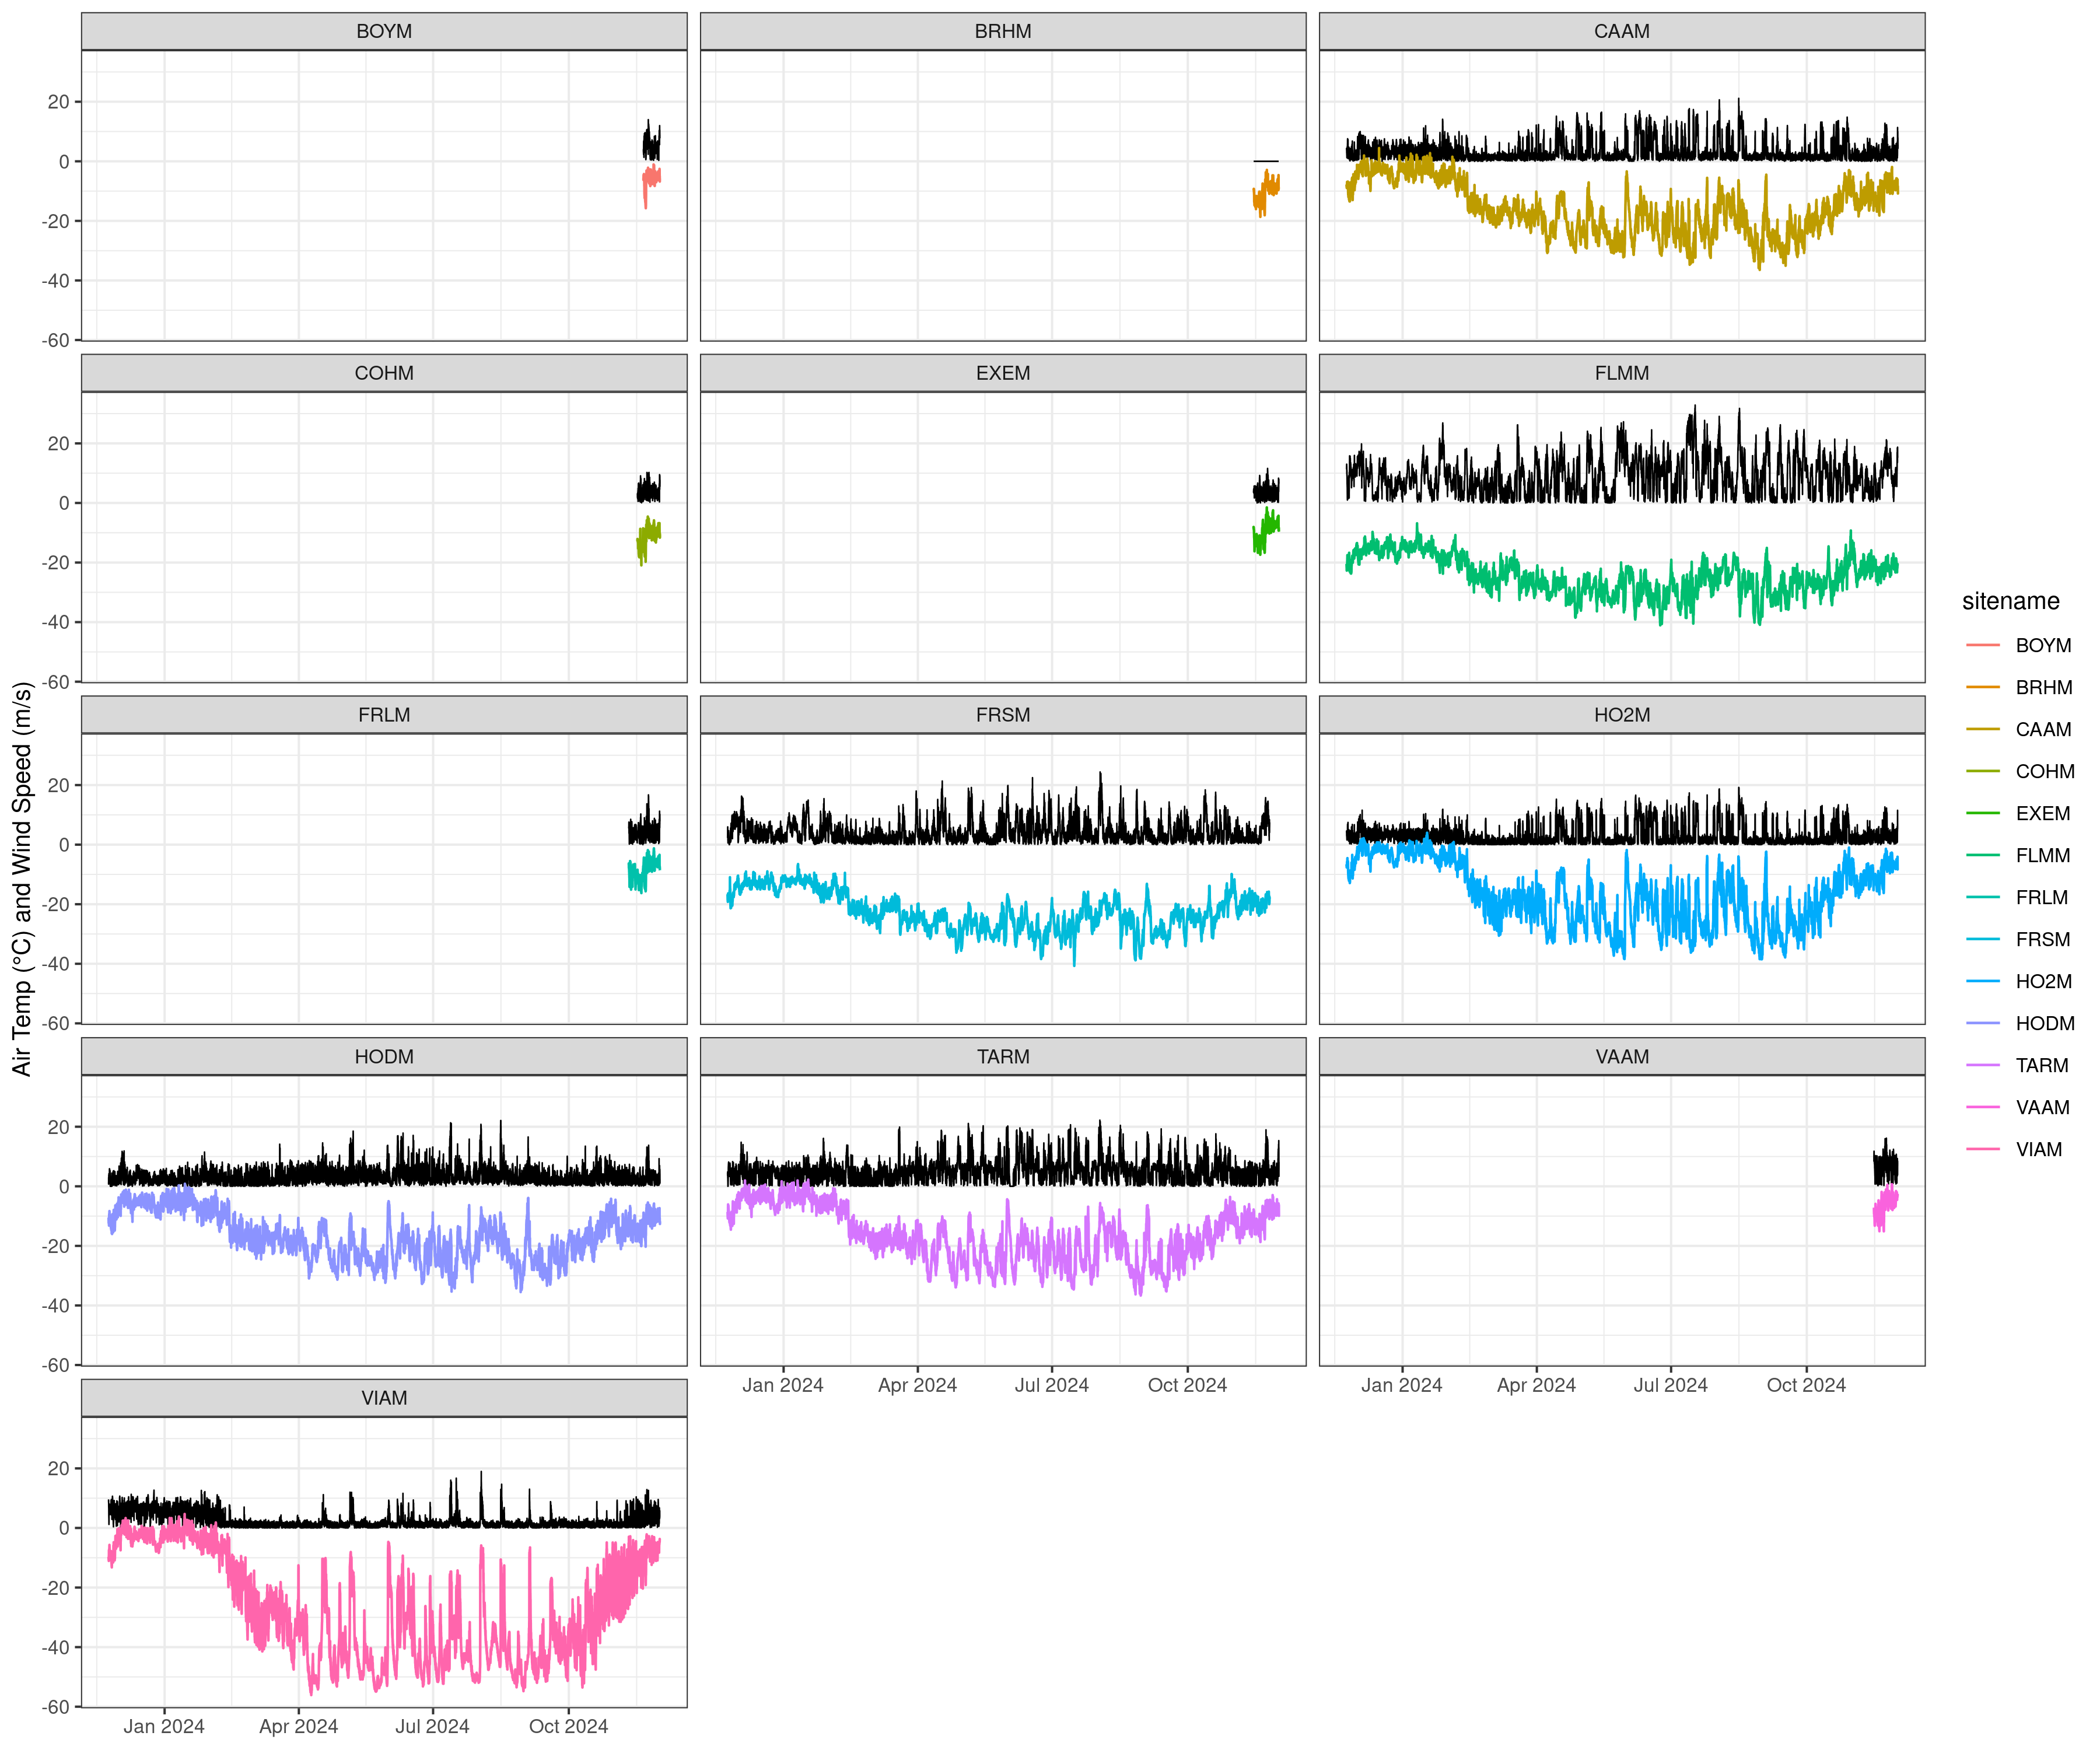 BOYM
BRHM
CAAM
20
0
-20
-40
-60
COHM
EXEM
FLMM
20
0
-20
-40
-60
FRLM
FRSM
HO2M
20
0
-20
-40
-60
HODM
TARM
VAAM
20
0
-20
-40
-60
Jan 2024 Apr 2024 Jul 2024 Oct 2024
Jan 2024 Apr 2024 Jul 2024 Oct 2024
VIAM
20
0
-20
-40
-60
Jan 2024 Apr 2024 Jul 2024 Oct 2024
Air Temp (°C) and Wind Speed (m/s)
sitename
BOYM
BRHM
CAAM
COHM
EXEM
FLMM
FRLM
FRSM
HO2M
HODM
TARM
VAAM
VIAM